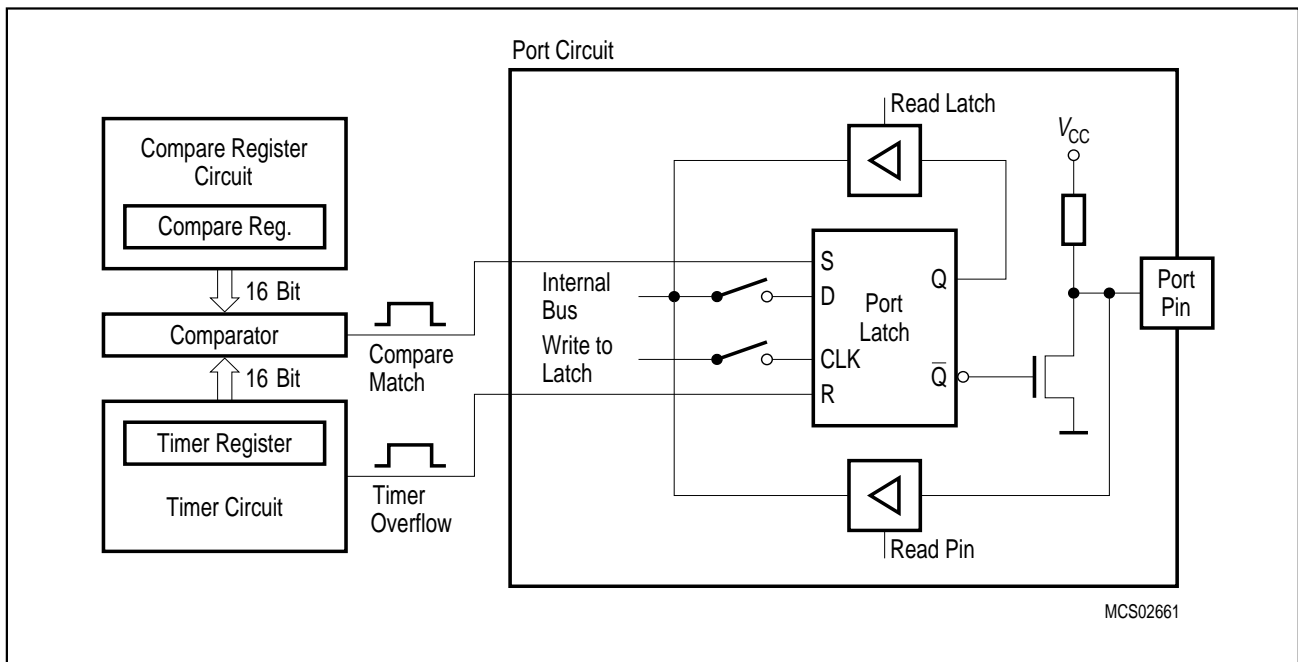 Port Circuit
Read Latch
VCC
Compare Register
Circuit
Compare Reg.
16 Bit
Comparator
16 Bit
Timer Register
Timer Circuit
Compare
Match
Timer
Overflow
Internal
Bus
Write to
Latch
S
D
CLK
R
Port
Latch
Q
Q̅
Port
Pin
Read Pin
MCS02661